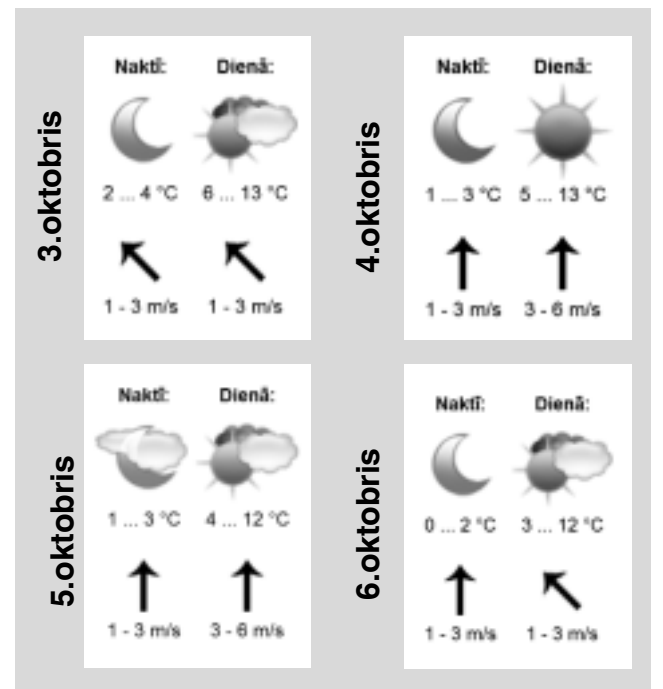 3.oktobris
Naktī: Dienā:
2 ... 4 °C 6 ... 13 °C
1 - 3 m/s 1 - 3 m/s
4.oktobris
Naktī: Dienā:
1 ... 3 °C 5 ... 13 °C
1 - 3 m/s 3 - 6 m/s
5.oktobris
Naktī: Dienā:
1 ... 3 °C 4 ... 12 °C
1 - 3 m/s 3 - 6 m/s
6.oktobris
Naktī: Dienā:
0 ... 2 °C 3 ... 12 °C
1 - 3 m/s 1 - 3 m/s